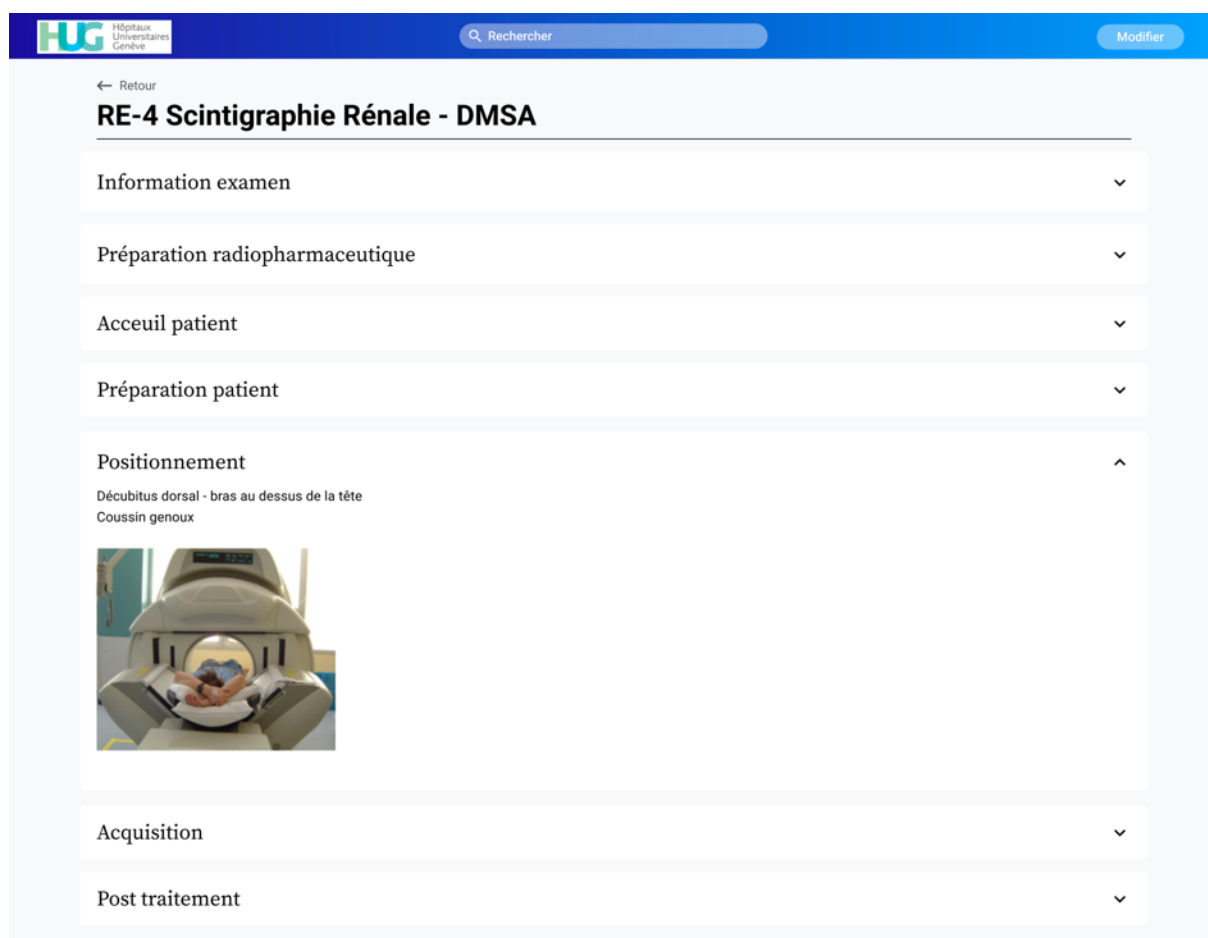 HUG
Hôpitaux
Universitaires
Genève
Rechercher
Modifier
Retour
RE-4 Scintigraphie Rénale - DMSA
Information examen
Préparation radiopharmaceutique
Acceuil patient
Préparation patient
Positionnement
Décubitus dorsal - bras au dessus de la tête
Coussin genoux
Acquisition
Post traitement